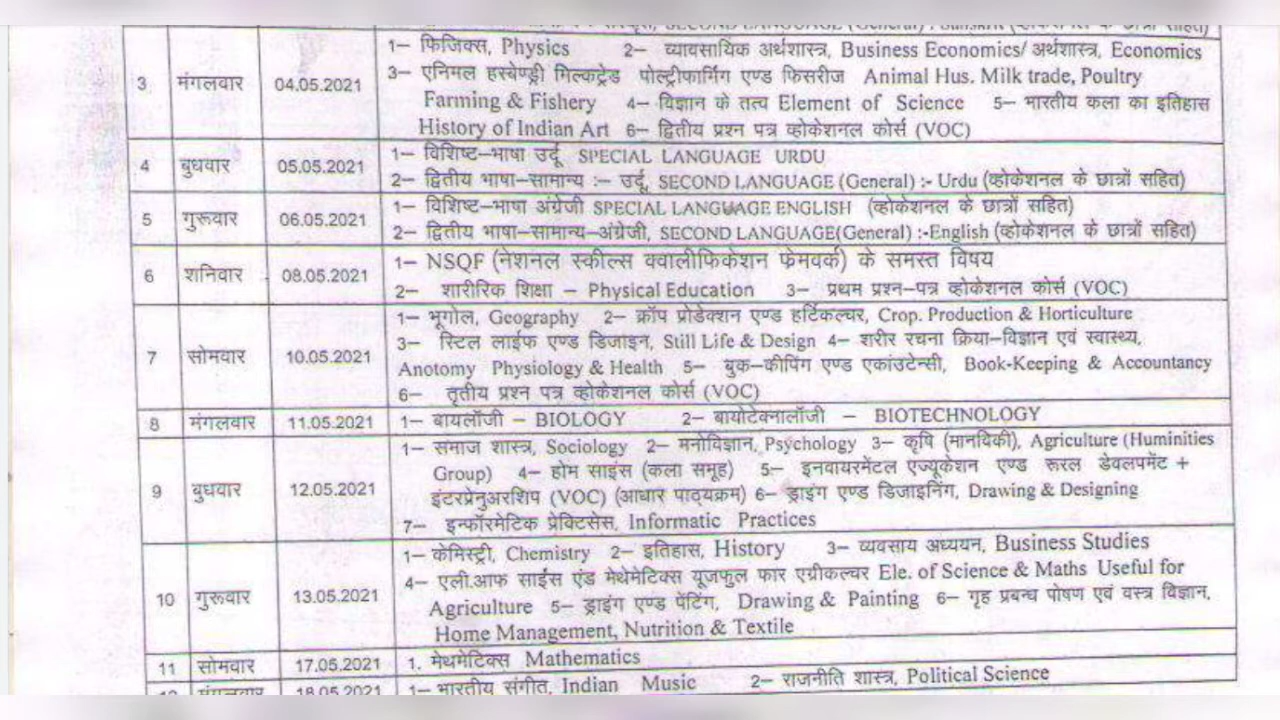 SECOND LANGUAGE (General) :
1– फिजिक्स, Physics 2– व्यावसायिक अर्थशास्त्र, Business Economics/ अर्थशास्त्र, Economics
3 मंगलवार 04.05.2021 3– एनिमल हस्बेण्ड्री मिल्कट्रेड पोल्ट्रीफार्मिग एण्ड फिसरीज Animal Hus. Milk trade, Poultry
Farming & Fishery 4– विज्ञान के तत्व Element of Science 5– भारतीय कला का इतिहास
History of Indian Art 6– द्वितीय प्रश्न पत्र व्होकेशनल कोर्स (VOC)
4 बुधवार 05.05.2021 1– विशिष्ट–भाषा उर्दू SPECIAL LANGUAGE URDU
2– द्वितीय भाषा–सामान्य :– उर्दू, SECOND LANGUAGE (General) :- Urdu (व्होकेशनल के छात्रों सहित)
5 गुरूवार 06.05.2021 1– विशिष्ट–भाषा अंग्रेजी SPECIAL LANGUAGE ENGLISH (व्होकेशनल के छात्रों सहित)
2– द्वितीय भाषा–सामान्य–अंग्रेजी, SECOND LANGUAGE(General) :-English (व्होकेशनल के छात्रों सहित)
6 शनिवार 08.05.2021 1– NSQF (नेशनल स्कील्स क्वालीफिकेशन फ्रेमवर्क) के समस्त विषय
2– शारीरिक शिक्षा – Physical Education 3– प्रथम प्रश्न–पत्र व्होकेशनल कोर्स (VOC)
1– भूगोल, Geography 2– क्रॉप प्रोडेक्शन एण्ड हर्टिकल्चर, Crop. Production & Horticulture
7 सोमवार 10.05.2021 3– स्टिल लाईफ एण्ड डिजाइन, Still Life & Design 4– शरीर रचना क्रिया–विज्ञान एवं स्वास्थ्य,
Anotomy Physiology & Health 5– बुक–कीपिंग एण्ड एकांउटेन्सी, Book-Keeping & Accountancy
6– तृतीय प्रश्न पत्र व्होकेशनल कोर्स (VOC)
8 मंगलवार 11.05.2021 1– बायलॉजी – BIOLOGY 2– बायोटेक्नालॉजी – BIOTECHNOLOGY
1– समाज शास्त्र, Sociology 2– मनोविज्ञान, Psychology 3– कृषि (मानविकी), Agriculture (Huminities
Group) 4– होम साइंस (कला समूह) 5– इनवायरमेंटल एज्यूकेशन एण्ड रूरल डेवलपमेंट +
9 बुधवार 12.05.2021 इंटरप्रेनुअरशिप (VOC) (आधार पाठ्यक्रम) 6– ड्राइंग एण्ड डिजाइनिंग, Drawing & Designing
7– इन्फॉरमेटिक प्रेक्टिसेस, Informatic Practices
1– केमिस्ट्री, Chemistry 2– इतिहास, History 3– व्यवसाय अध्ययन, Business Studies
4– एली.आफ साईंस एंड मेथेमेटिक्स यूजफुल फार एग्रीकल्चर Ele. of Science & Maths Useful for
10 गुरूवार 13.05.2021 Agriculture 5– ड्राइंग एण्ड पेंटिंग, Drawing & Painting 6– गृह प्रबन्ध पोषण एवं वस्त्र विज्ञान,
Home Management, Nutrition & Textile
11 सोमवार 17.05.2021 1. मेथमेटिक्स Mathematics
12 मंगलवार 18.05.2021 1– भारतीय संगीत, Indian Music 2– राजनीति शास्त्र, Political Science